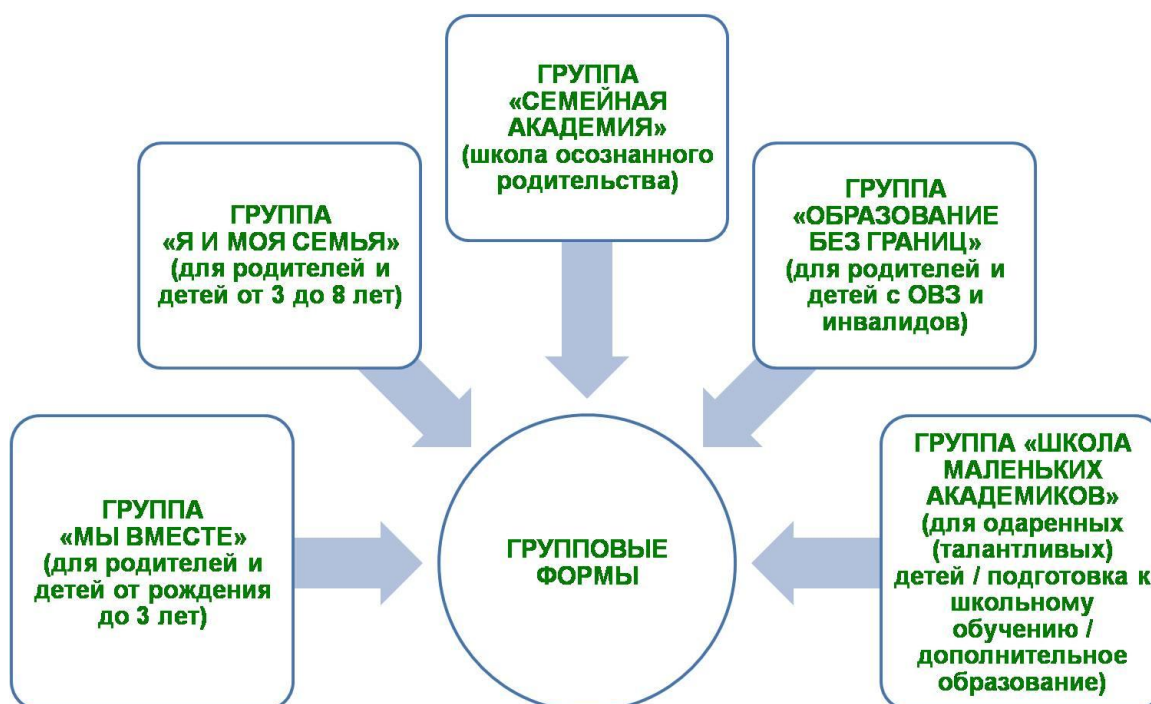 ГРУППА
«СЕМЕЙНАЯ
АКАДЕМИЯ»
(школа осознанного
родительства)
ГРУППА
«Я И МОЯ СЕМЬЯ»
(для родителей и
детей от 3 до 8 лет)
ГРУППА
«ОБРАЗОВАНИЕ
БЕЗ ГРАНИЦ»
(для родителей и
детей с ОВЗ и
инвалидов)
ГРУППА
«МЫ ВМЕСТЕ»
(для родителей и
детей от рождения
до 3 лет)
ГРУППОВЫЕ
ФОРМЫ
ГРУППА «ШКОЛА
МАЛЕНЬКИХ
АКАДЕМИКОВ»
(для одаренных
(талантливых)
детей / подготовка к
школьному
обучению /
дополнительное
образование)